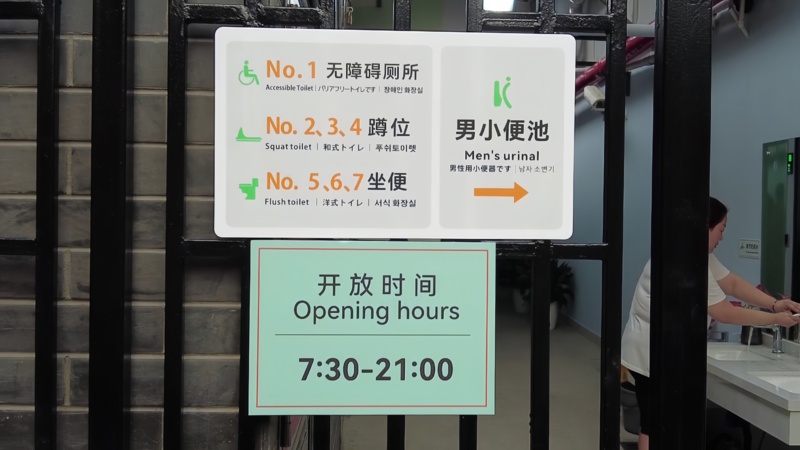 No.1 无障碍厕所
Accessible Toilet | バリアフリートイレです | 장애인 화장실
No. 2、3、4 蹲位
Squat toilet | 和式トイレ | 푸쉬토이렛
No. 5、6、7 坐便
Flush toilet | 洋式トイレ | 서식 화장실
男小便池
Men's urinal
男性用小便器です | 남자 소변기
开放时间
Opening hours
7:30-21:00